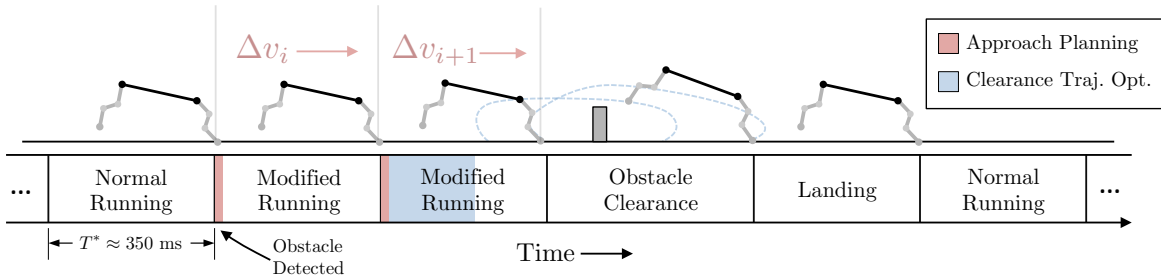 Δv_i
Δv_{i+1}
Approach Planning
Clearance Traj. Opt.
...
Normal
Running
Modified
Running
Modified
Running
Obstacle
Clearance
Landing
Normal
Running
...
T* ≈ 350 ms
Obstacle
Detected
Time